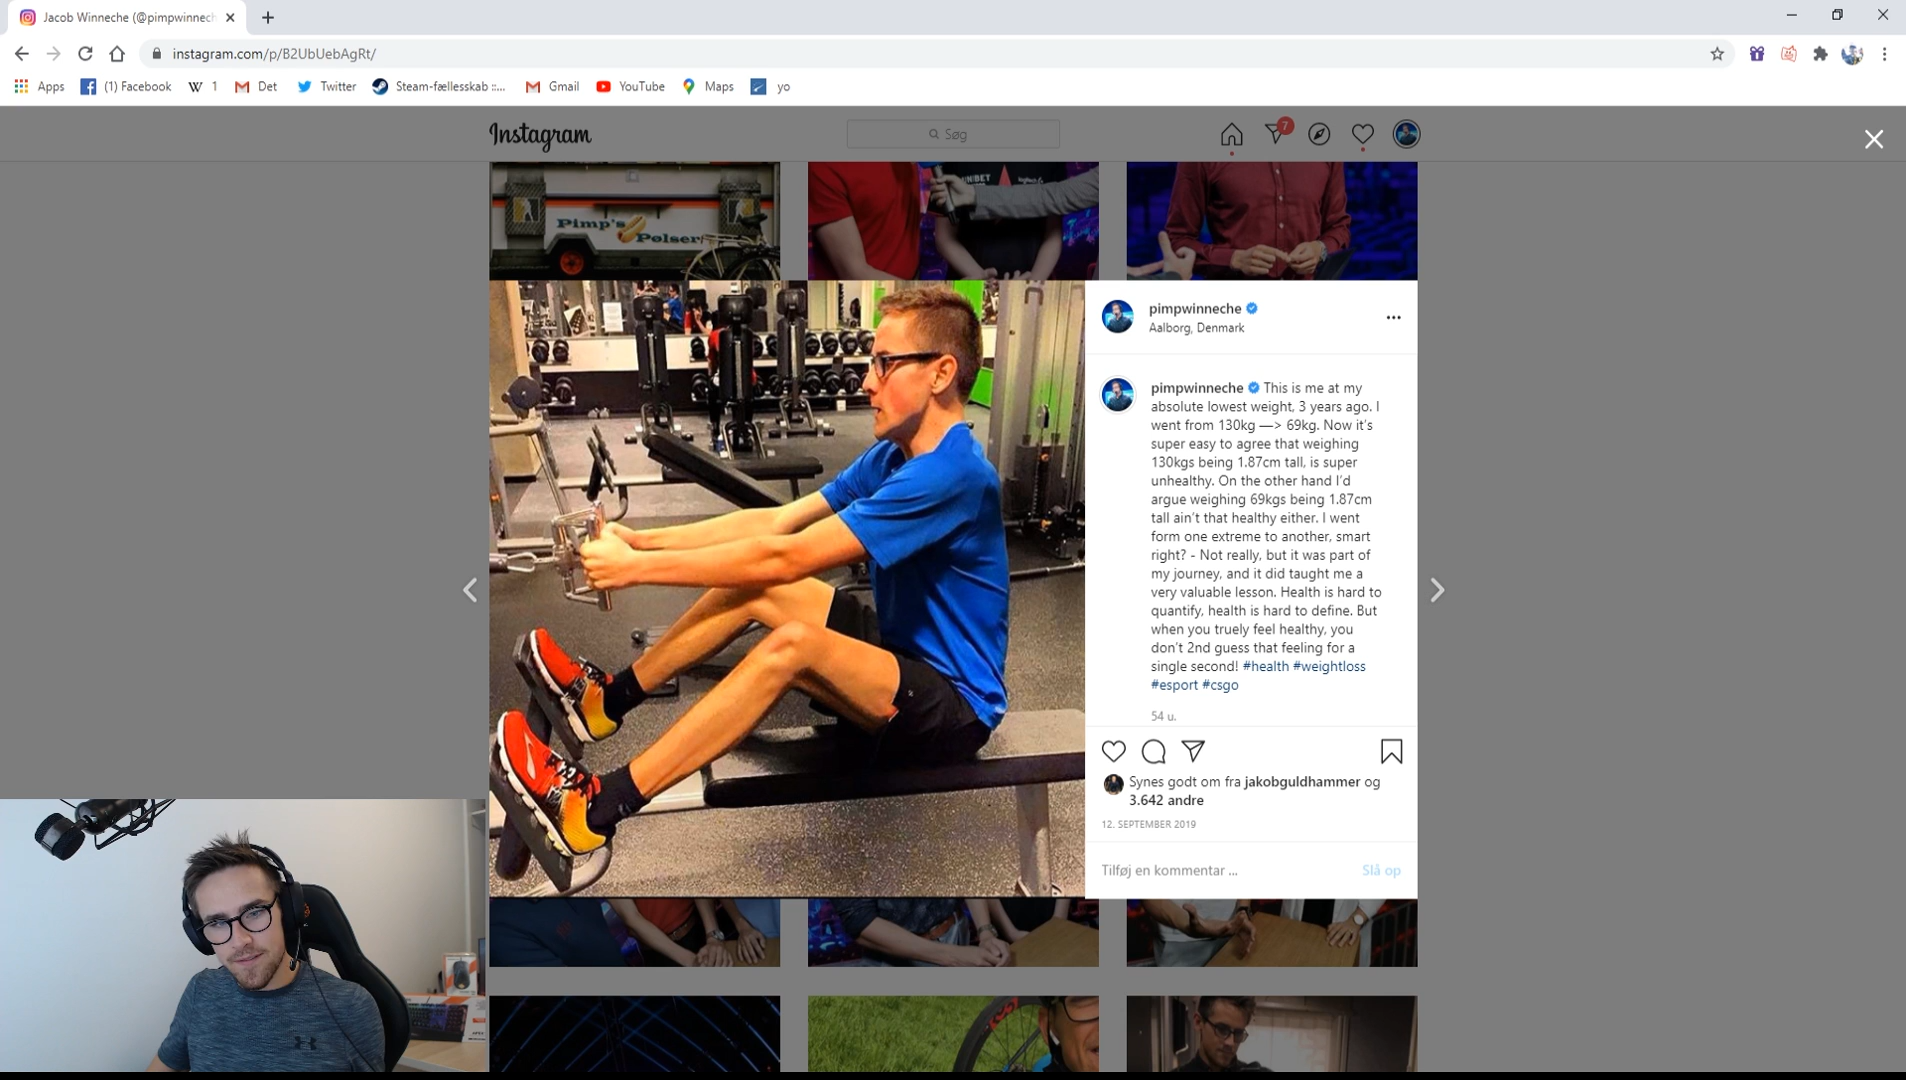 Jacob Winneche (@pimpwinnech
instagram.com/p/B2UbUebAgRt/
Apps
(1) Facebook
W 1
Det
Twitter
Steam-fællesskab ::...
Gmail
YouTube
Maps
yo
Instagram
Søg
7
Pimp's
Pølser
UNIBET
pimpwinneche
Aalborg, Denmark
pimpwinneche This is me at my
absolute lowest weight, 3 years ago. I
went from 130kg —> 69kg. Now it's
super easy to agree that weighing
130kgs being 1.87cm tall, is super
unhealthy. On the other hand I'd
argue weighing 69kgs being 1.87cm
tall ain't that healthy either. I went
form one extreme to another, smart
right? - Not really, but it was part of
my journey, and it did taught me a
very valuable lesson. Health is hard to
quantify, health is hard to define. But
when you truely feel healthy, you
don't 2nd guess that feeling for a
single second! #health #weightloss
#esport #csgo
54 u.
Synes godt om fra jakobguldhammer og
3.642 andre
12. SEPTEMBER 2019
Tilføj en kommentar ...
Slå op